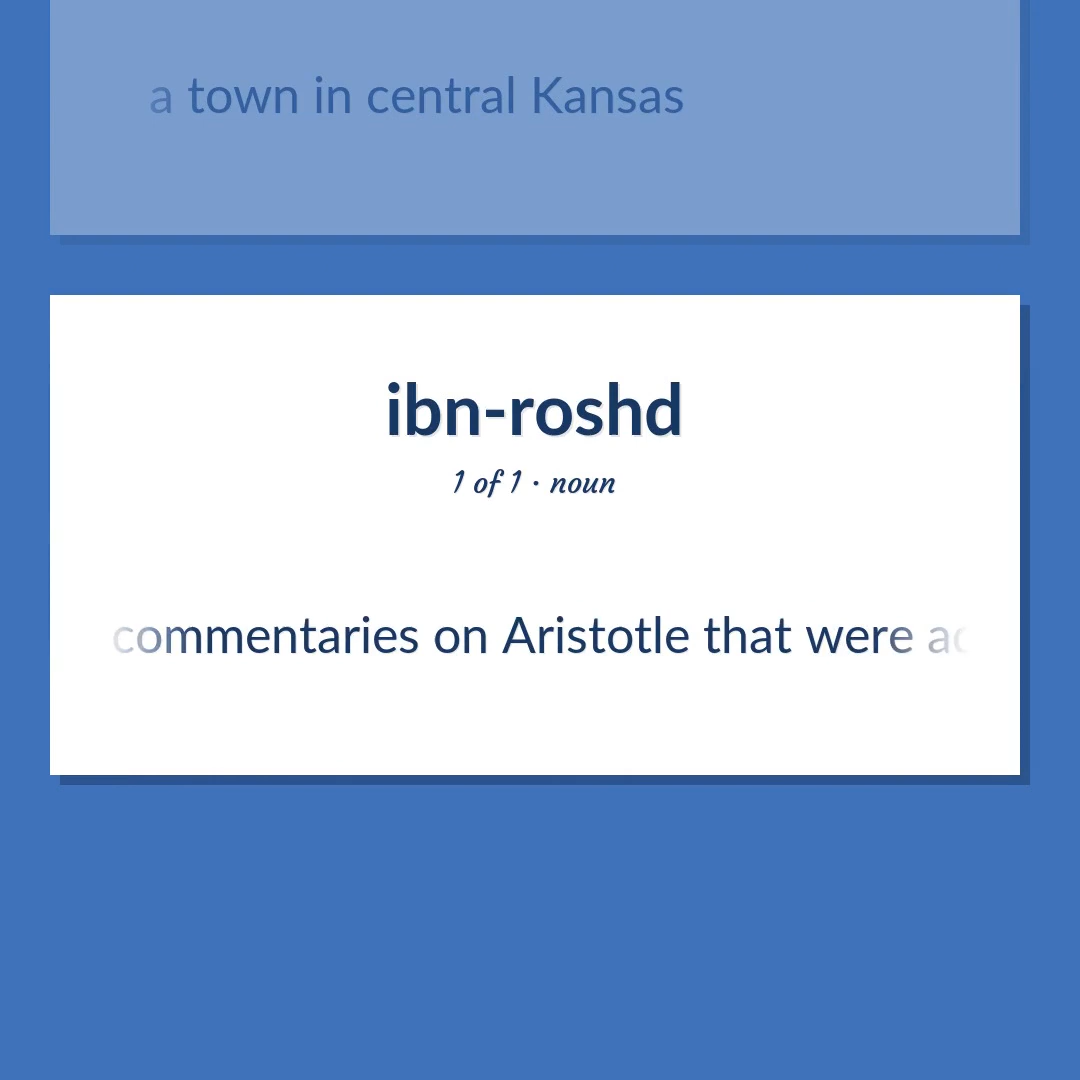 a town in central Kansas
ibn-roshd
1 of 1 · noun
commentaries on Aristotle that were